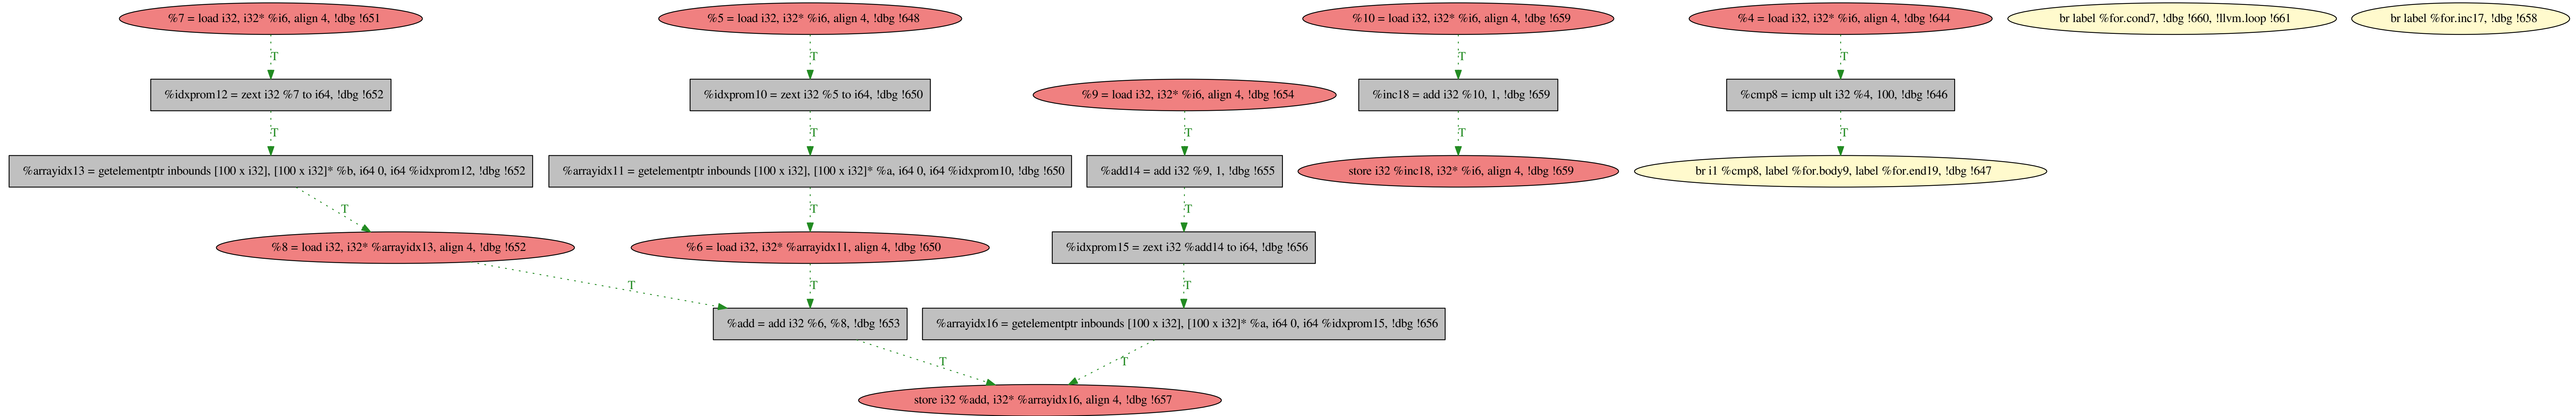 %7 = load i32, i32* %i6, align 4, !dbg !651
%5 = load i32, i32* %i6, align 4, !dbg !648
%10 = load i32, i32* %i6, align 4, !dbg !659
%4 = load i32, i32* %i6, align 4, !dbg !644
br label %for.cond7, !dbg !660, !llvm.loop !661
br label %for.inc17, !dbg !658
T
T
T
T
%idxprom12 = zext i32 %7 to i64, !dbg !652
%idxprom10 = zext i32 %5 to i64, !dbg !650
%9 = load i32, i32* %i6, align 4, !dbg !654
%inc18 = add i32 %10, 1, !dbg !659
%cmp8 = icmp ult i32 %4, 100, !dbg !646
T
T
T
T
T
%arrayidx13 = getelementptr inbounds [100 x i32], [100 x i32]* %b, i64 0, i64 %idxprom12, !dbg !652
%arrayidx11 = getelementptr inbounds [100 x i32], [100 x i32]* %a, i64 0, i64 %idxprom10, !dbg !650
%add14 = add i32 %9, 1, !dbg !655
store i32 %inc18, i32* %i6, align 4, !dbg !659
br i1 %cmp8, label %for.body9, label %for.end19, !dbg !647
T
T
T
%8 = load i32, i32* %arrayidx13, align 4, !dbg !652
%6 = load i32, i32* %arrayidx11, align 4, !dbg !650
%idxprom15 = zext i32 %add14 to i64, !dbg !656
T
T
T
%add = add i32 %6, %8, !dbg !653
%arrayidx16 = getelementptr inbounds [100 x i32], [100 x i32]* %a, i64 0, i64 %idxprom15, !dbg !656
T
T
store i32 %add, i32* %arrayidx16, align 4, !dbg !657